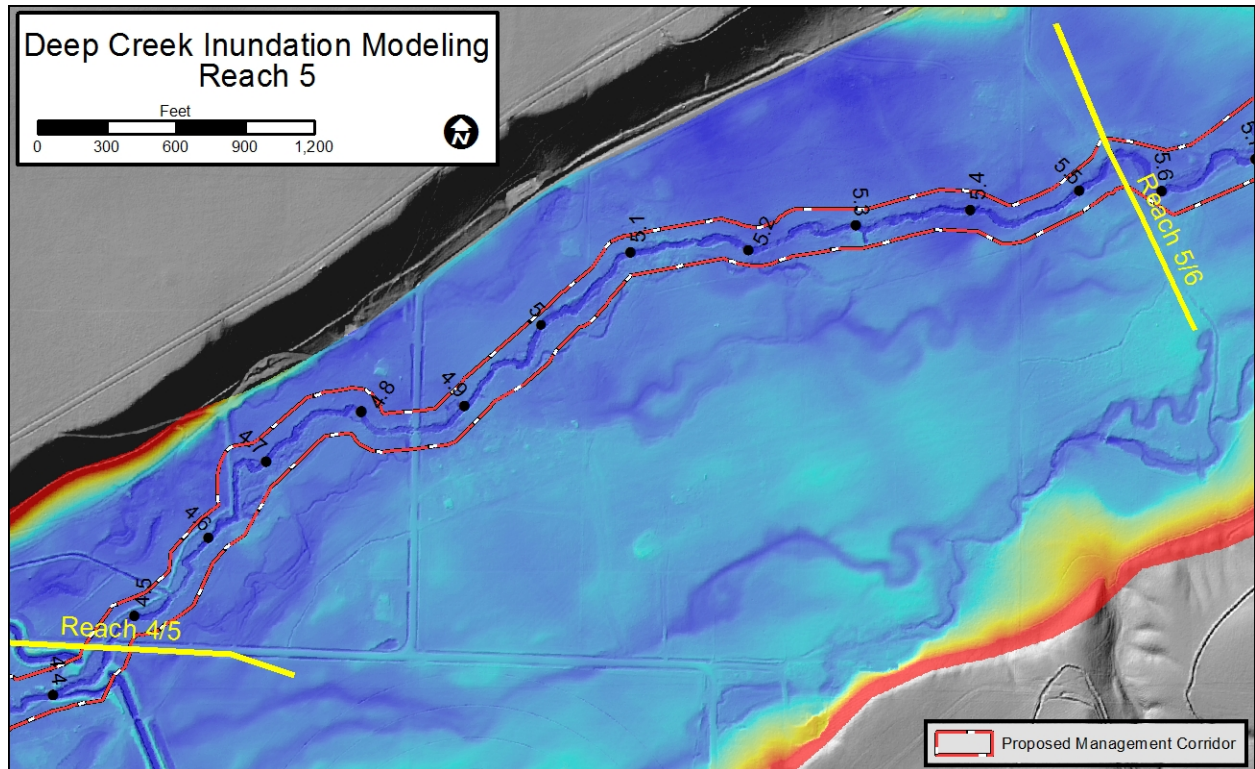 Deep Creek Inundation Modeling
Reach 5
Feet
0 300 600 900 1,200
N
Reach 5/6
5.6
5.5
5.4
5.3
5.2
5.1
5
4.9
4.8
4.7
4.6
4.5
Reach 4/5
4.4
Proposed Management Corridor